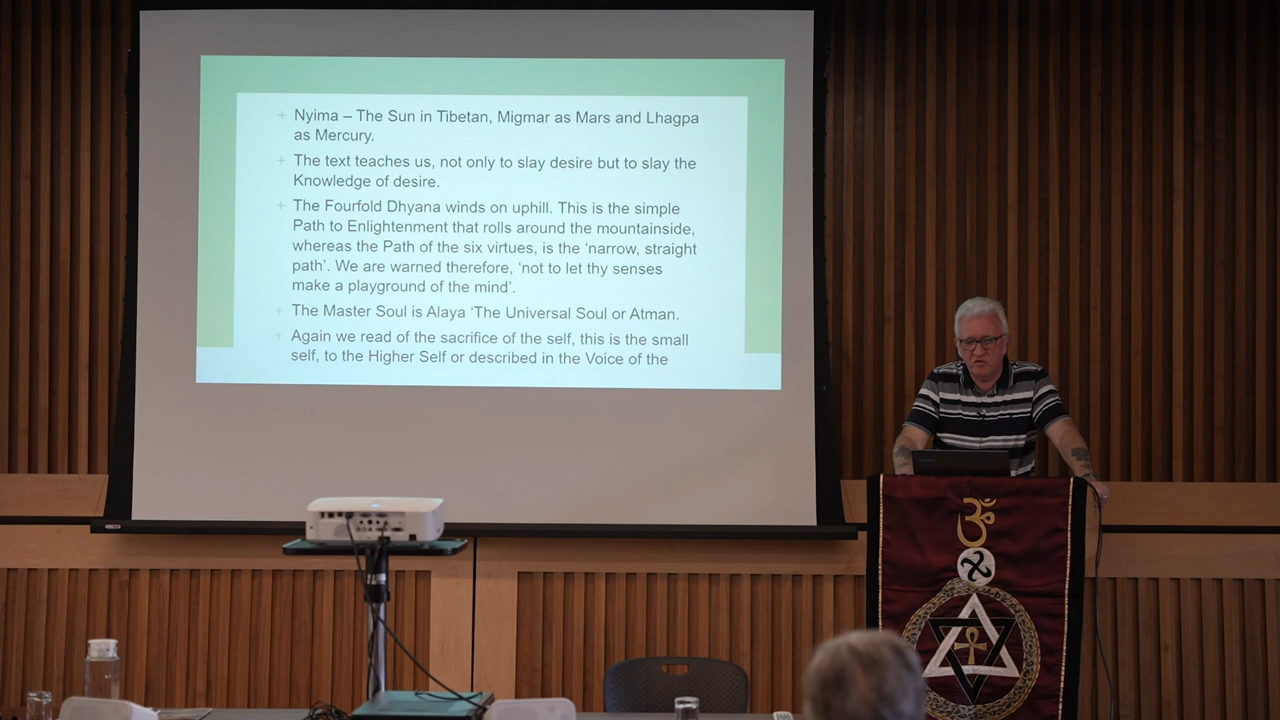 + Nyima – The Sun in Tibetan, Migmar as Mars and Lhagpa
as Mercury.
+ The text teaches us, not only to slay desire but to slay the
Knowledge of desire.
+ The Fourfold Dhyana winds on uphill. This is the simple
Path to Enlightenment that rolls around the mountainside,
whereas the Path of the six virtues, is the ‘narrow, straight
path’. We are warned therefore, ‘not to let thy senses
make a playground of the mind’.
+ The Master Soul is Alaya ‘The Universal Soul or Atman.
+ Again we read of the sacrifice of the self, this is the small
self, to the Higher Self or described in the Voice of the
ॐ